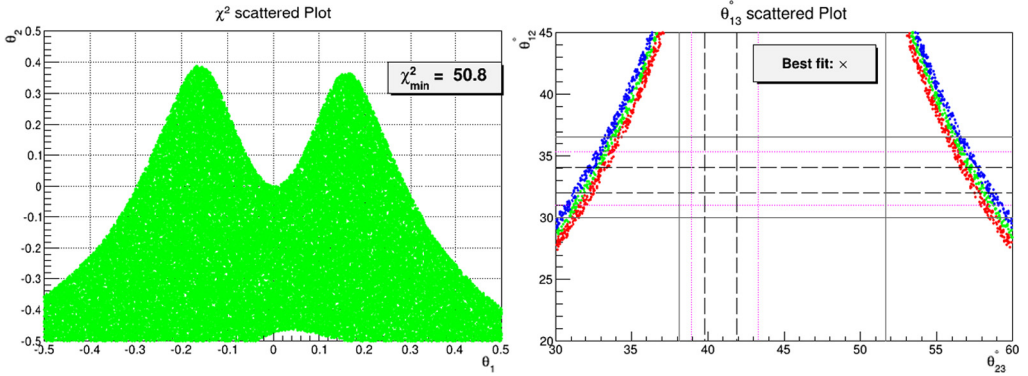 χ² scattered Plot
θ₂
0.5
0.4
0.3
0.2
0.1
0
-0.1
-0.2
-0.3
-0.4
-0.5
χ²min = 50.8
-0.5 -0.4 -0.3 -0.2 -0.1 0 0.1 0.2 0.3 0.4 0.5
θ₁
θ°₁₃ scattered Plot
θ°₁₂
45
40
35
30
25
20
Best fit: ×
30 35 40 45 50 55 60
θ°₂₃